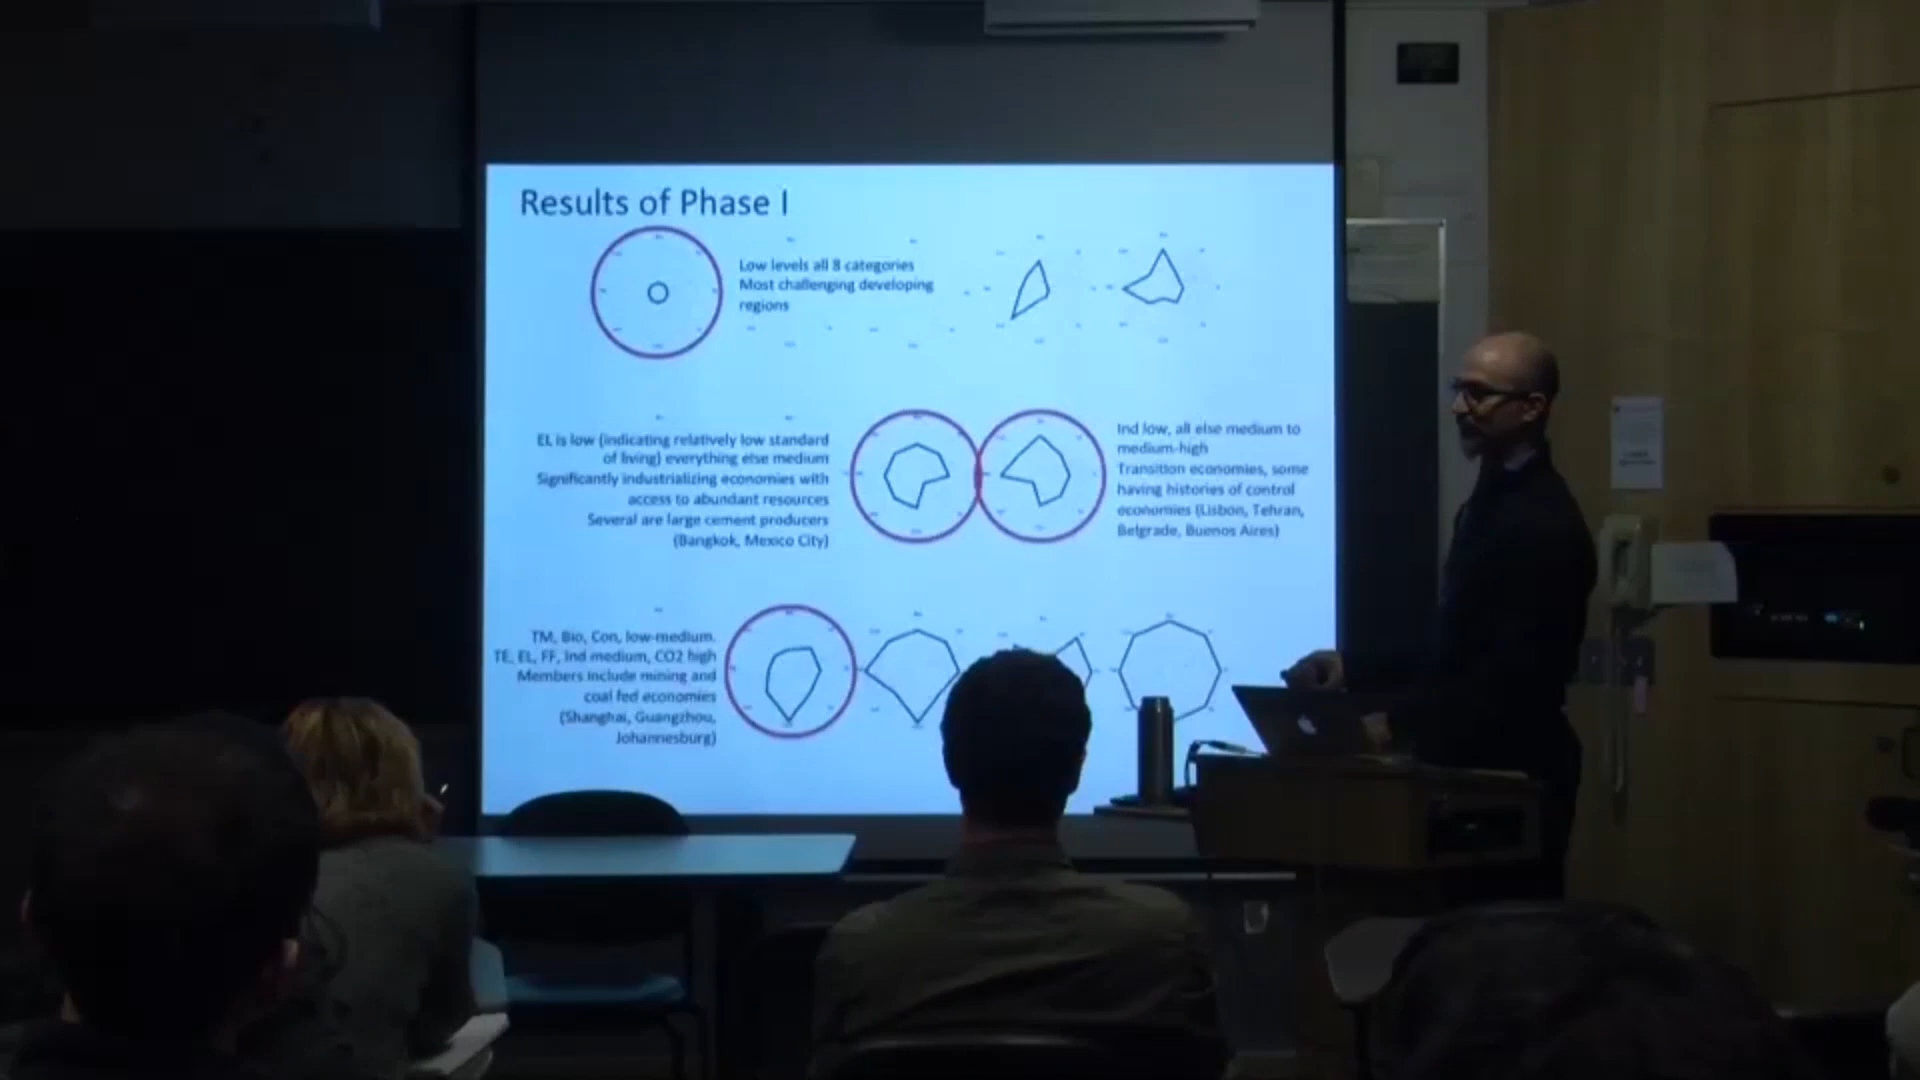 Results of Phase I
Low levels all 8 categories
Most challenging developing
regions
EL is low (indicating relatively low standard
of living) everything else medium
Significantly industrializing economies with
access to abundant resources
Several are large cement producers
(Bangkok, Mexico City)
Ind low, all else medium to
medium-high
Transition economies, some
having histories of control
economies (Lisbon, Tehran,
Belgrade, Buenos Aires)
TM, Bio, Con, low-medium.
TE, EL, FF, Ind medium, CO2 high
Members include mining and
coal fed economies
(Shanghai, Guangzhou,
Johannesburg)